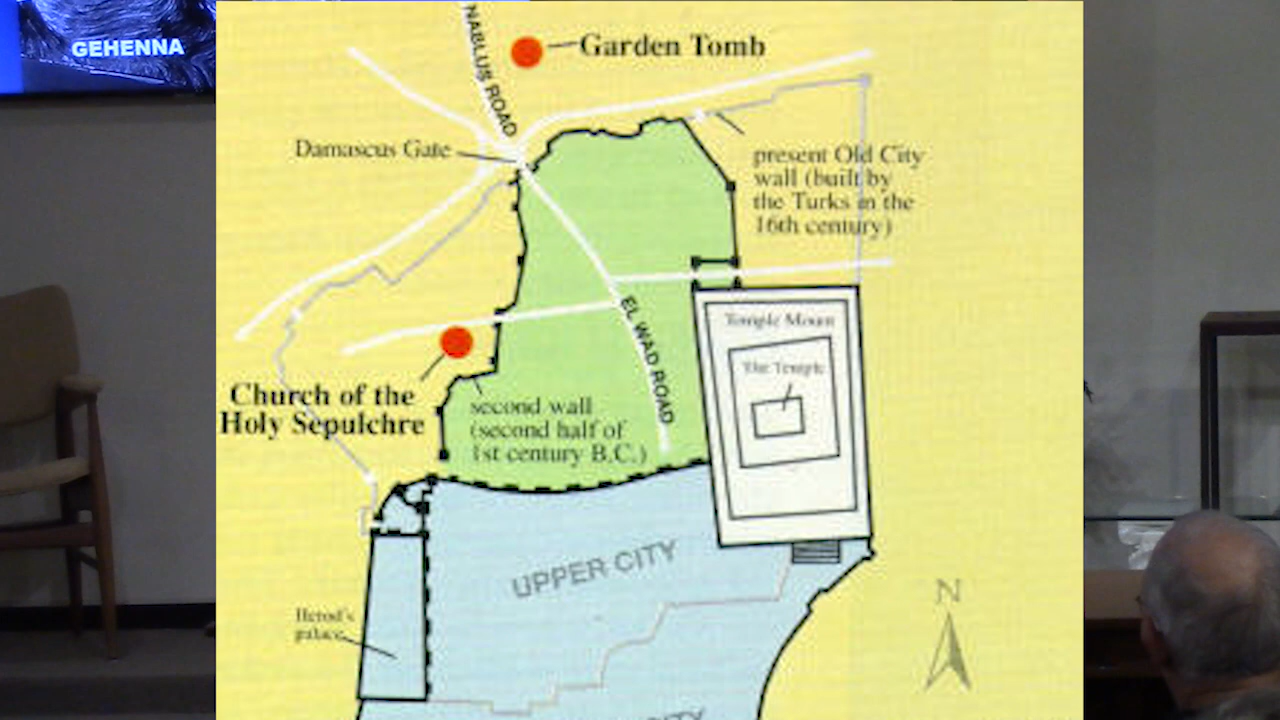 GEHENNA
NABLUS ROAD
Garden Tomb
Damascus Gate
present Old City
wall (built by
the Turks in the
16th century)
EL WAD ROAD
Temple Mount
The Temple
Church of the
Holy Sepulchre
second wall
(second half of
1st century B.C.)
UPPER CITY
Herod's
palace
N
CITY